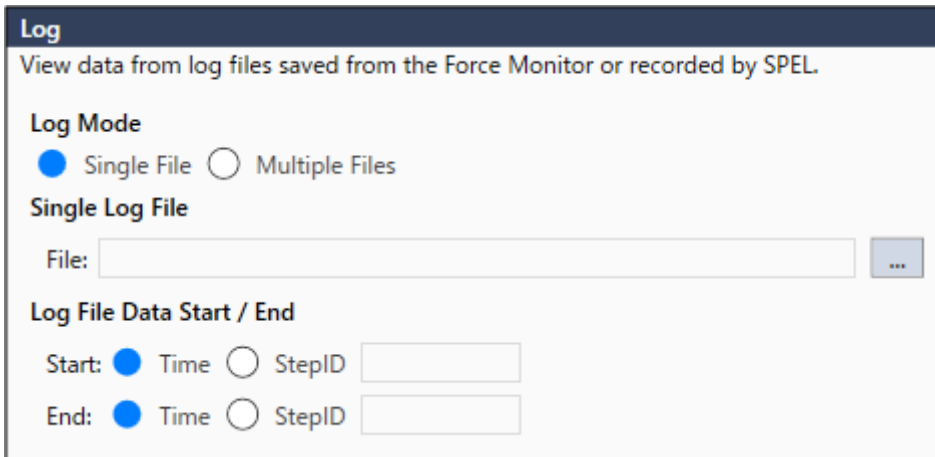 Log
View data from log files saved from the Force Monitor or recorded by SPEL.
Log Mode
Single File Multiple Files
Single Log File
File: ...
Log File Data Start / End
Start: Time StepID
End: Time StepID